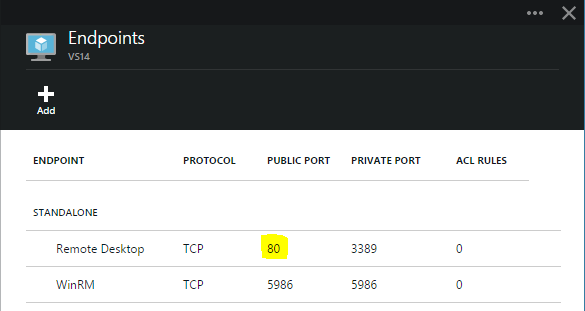 Endpoints
VS14
Add
ENDPOINT PROTOCOL PUBLIC PORT PRIVATE PORT ACL RULES
STANDALONE
Remote Desktop TCP 80 3389 0
WinRM TCP 5986 5986 0